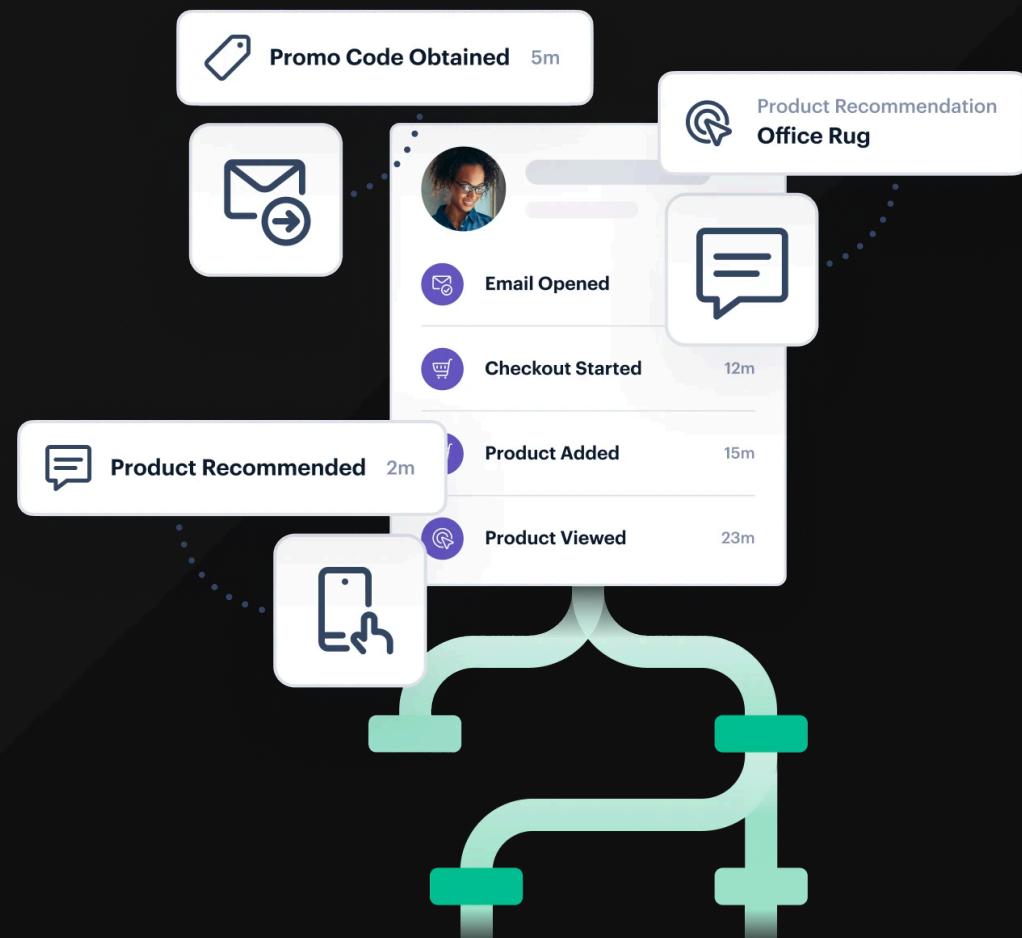 Promo Code Obtained 5m
Product Recommendation
Office Rug
Email Opened
Checkout Started 12m
Product Added 15m
Product Recommended 2m
Product Viewed 23m